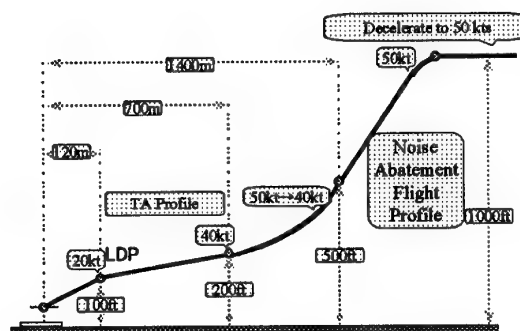 Decelerate to 50 kts
50kt
1400m
700m
120m
Noise
Abatement
Flight
Profile
TA Profile
50kt→40kt
1000ft
40kt
20kt
LDP
500ft
200ft
100ft